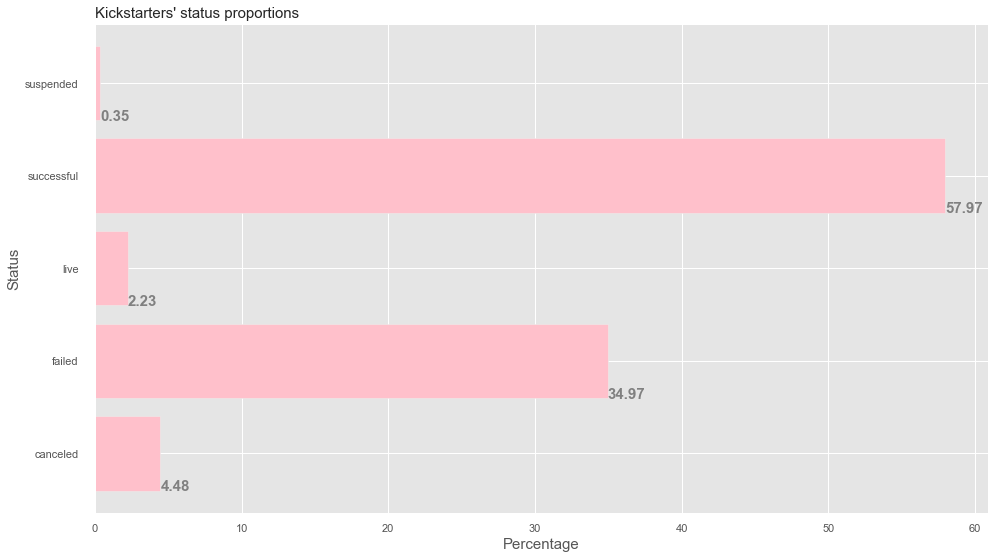 Kickstarters' status proportions
suspended
0.35
successful
57.97
live
2.23
failed
34.97
canceled
4.48
Status
0 10 20 30 40 50 60
Percentage